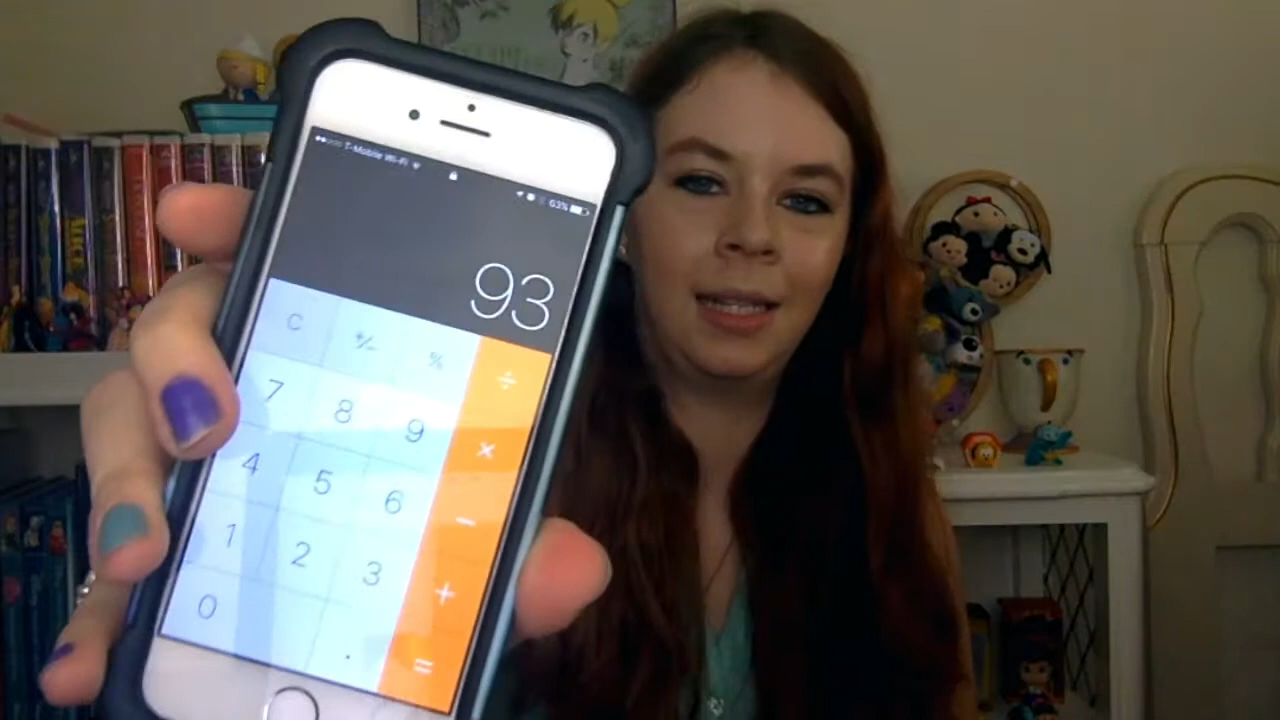 T-Mobile Wi-Fi 63%
93
C +/- % ÷
7 8 9 ×
4 5 6 −
1 2 3 +
0 . =